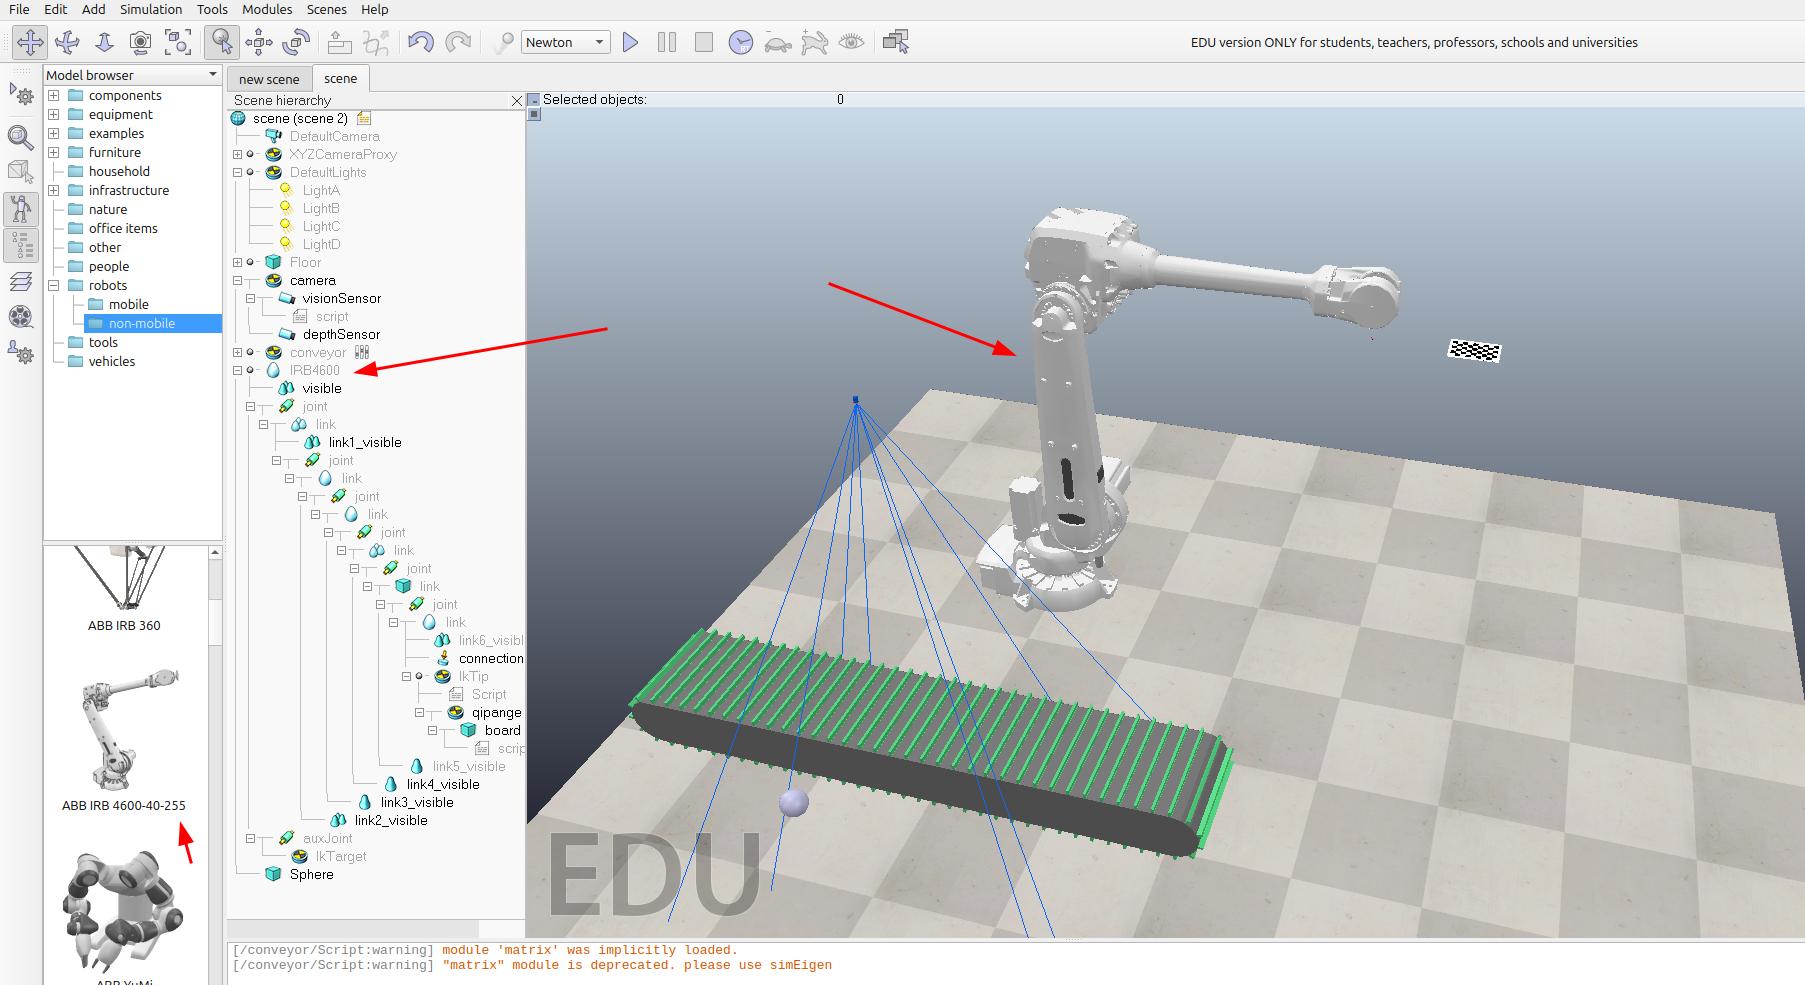 File Edit Add Simulation Tools Modules Scenes Help
Newton
EDU version ONLY for students, teachers, professors, schools and universities
Model browser
components
equipment
examples
furniture
household
infrastructure
nature
office items
other
people
robots
mobile
non-mobile
tools
vehicles
ABB IRB 360
ABB IRB 4600-40-255
ABB YuMi
new scene
scene
Scene hierarchy
scene (scene 2)
DefaultCamera
XYZCameraProxy
DefaultLights
LightA
LightB
LightC
LightD
Floor
camera
visionSensor
script
depthSensor
conveyor
IRB4600
visible
joint
link
link1_visible
joint
link
joint
link
joint
link
joint
link
joint
link
link6_visibl
connection
IkTip
Script
qipange
board
scrip
link5_visible
link4_visible
link3_visible
link2_visible
auxJoint
IkTarget
Sphere
Selected objects: 0
EDU
[/conveyor/Script:warning] module 'matrix' was implicitly loaded.
[/conveyor/Script:warning] "matrix" module is deprecated. please use simEigen